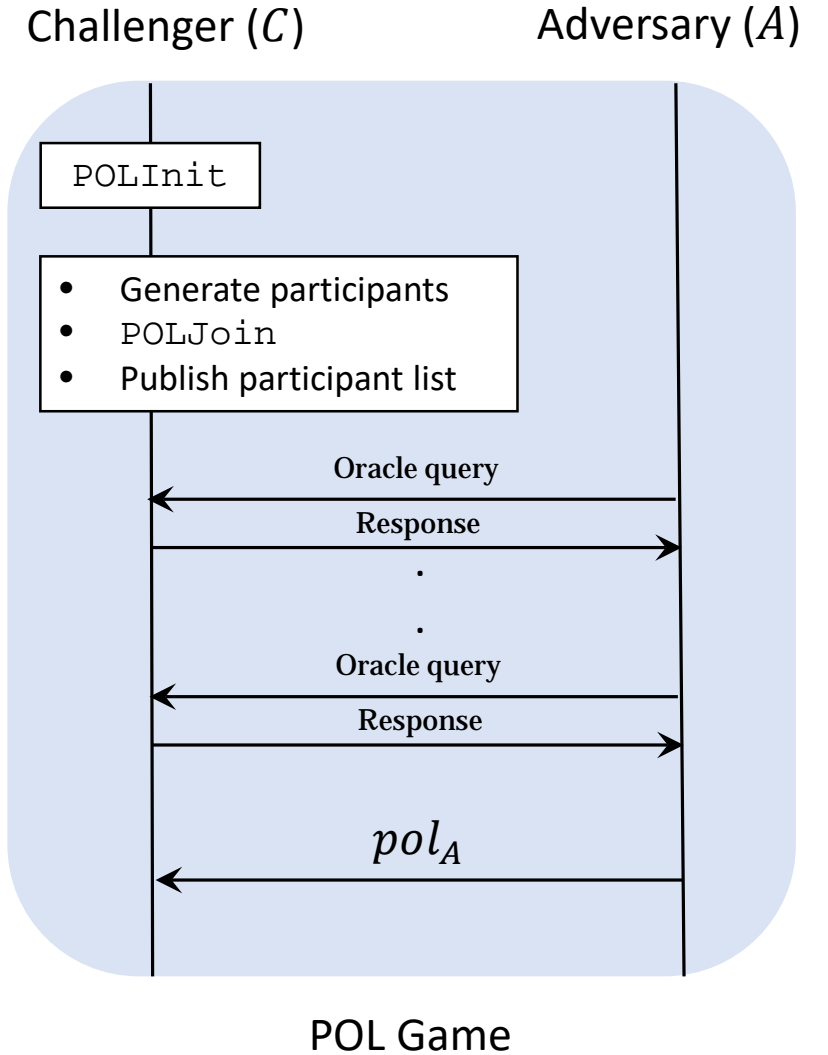 Challenger (C)
Adversary (A)
POLInit
• Generate participants
• POLJoin
• Publish participant list
Oracle query
Response
.
.
Oracle query
Response
pol_A
POL Game